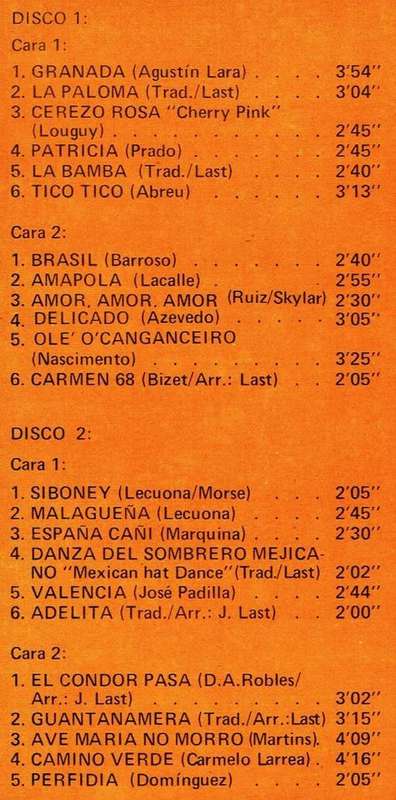 DISCO 1:
Cara 1:
1. GRANADA (Agustín Lara) . . . . 3'54''
2. LA PALOMA (Trad./Last) . . . . 3'04''
3. CEREZO ROSA "Cherry Pink"
(Louguy) . . . . . . . . . . . 2'45''
4. PATRICIA (Prado) . . . . . . . 2'45''
5. LA BAMBA (Trad./Last) . . . . 2'40''
6. TICO TICO (Abreu) . . . . . . 3'13''
Cara 2:
1. BRASIL (Barroso) . . . . . . . 2'40''
2. AMAPOLA (Lacalle) . . . . . . 2'55''
3. AMOR, AMOR, AMOR (Ruiz/Skylar) 2'30''
4. DELICADO (Azevedo) . . . . . 3'05''
5. OLE' O'CANGANCEIRO
(Nascimento) . . . . . . . . . 3'25''
6. CARMEN 68 (Bizet/Arr.: Last) . . 2'05''
DISCO 2:
Cara 1:
1. SIBONEY (Lecuona/Morse) . . . 2'05''
2. MALAGUEÑA (Lecuona) . . . . 2'45''
3. ESPAÑA CAÑI (Marquina) . . . . 2'30''
4. DANZA DEL SOMBRERO MEJICA-
NO "Mexican hat Dance" (Trad./Last) 2'02''
5. VALENCIA (José Padilla) . . . . 2'44''
6. ADELITA (Trad./Arr.: J. Last) . . 2'00''
Cara 2:
1. EL CONDOR PASA (D.A.Robles/
Arr.: J. Last) . . . . . . . . . 3'02''
2. GUANTANAMERA (Trad./Arr.:Last) 3'15''
3. AVE MARIA NO MORRO (Martins). 4'09''
4. CAMINO VERDE (Carmelo Larrea) . 4'16''
5. PERFIDIA (Domínguez) . . . . 2'05''